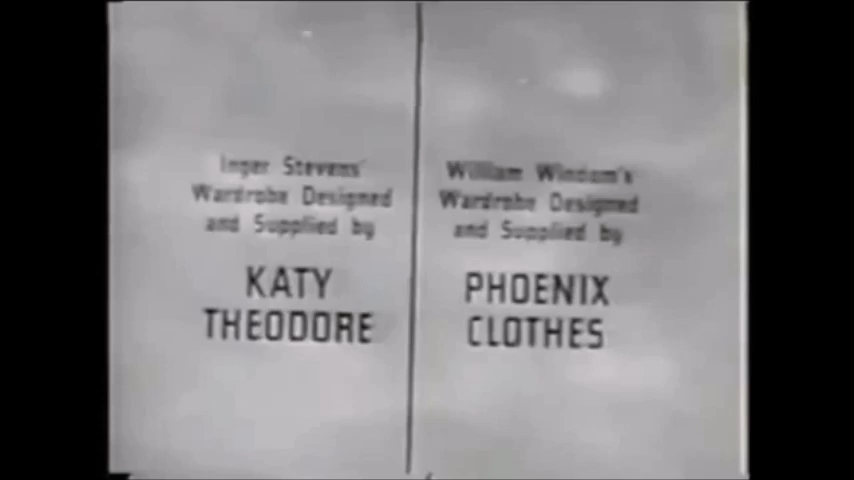 Inger Stevens'
Wardrobe Designed
and Supplied by
KATY
THEODORE
William Windom's
Wardrobe Designed
and Supplied by
PHOENIX
CLOTHES